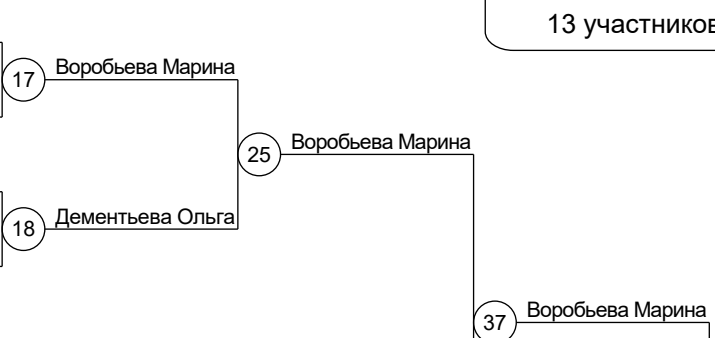 13 участников
17 Воробьева Марина
25 Воробьева Марина
18 Дементьева Ольга
37 Воробьева Марина